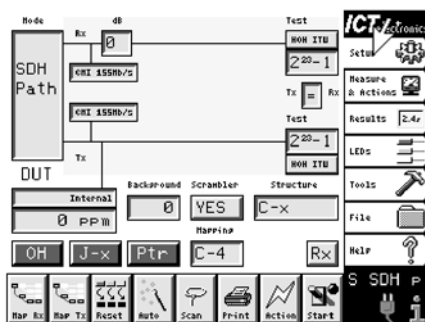 Mode
dB
Test
ICT
electronics
Rx
0
NON ITU
Setup
SDH
Path
2²³-1
CMI 155Mb/s
Measure
& Actions
Tx
=
Rx
CMI 155Mb/s
Test
Results
2²³-1
LEDs
Tx
NON ITU
DUT
Background
Scrambler
Structure
Tools
Internal
0
YES
C-x
0 ppm
Mapping
File
OH
J-x
Ptr
C-4
Rx
Help
S SDH P
Map Rx
Map Tx
Reset
Auto
Scan
Print
Action
Start